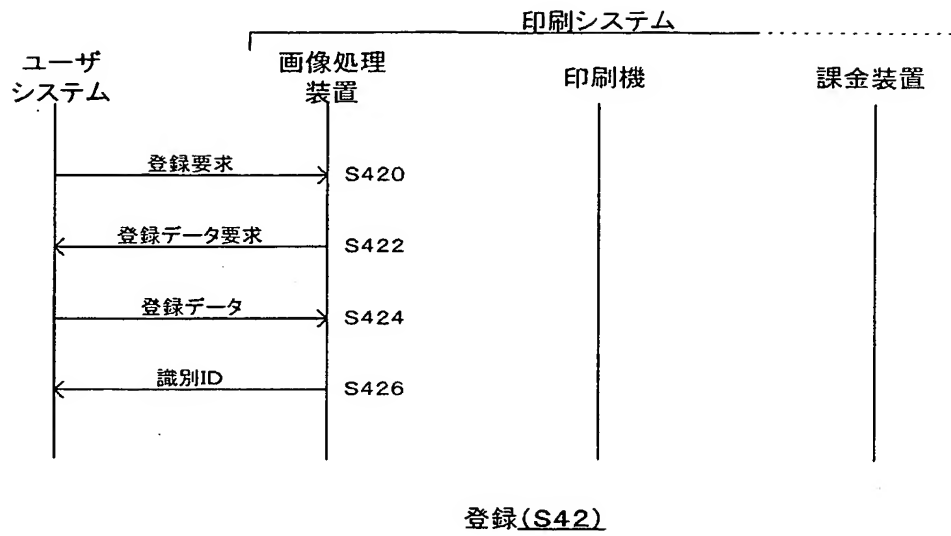 印刷システム
ユーザ
システム
画像処理
装置
印刷機
課金装置
登録要求
S420
登録データ要求
S422
登録データ
S424
識別ID
S426
登録(S42)